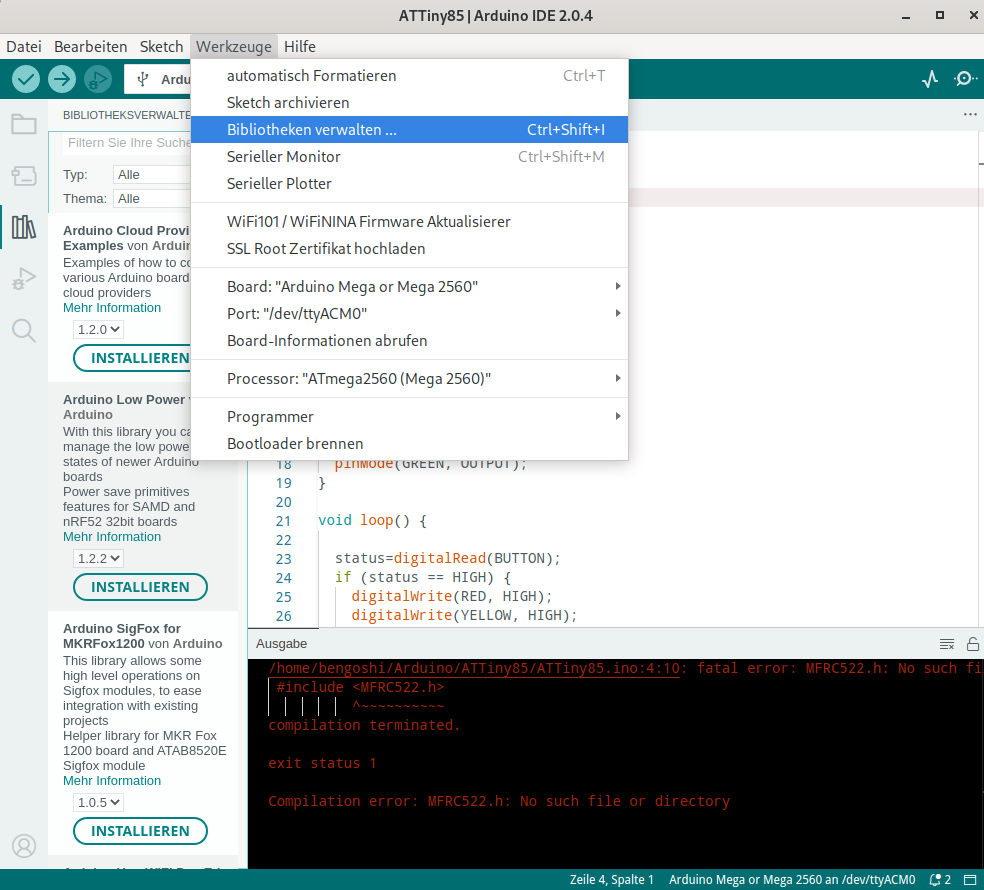 ATTiny85 | Arduino IDE 2.0.4
Datei Bearbeiten Sketch Werkzeuge Hilfe
automatisch Formatieren Ctrl+T
Sketch archivieren
Bibliotheken verwalten ... Ctrl+Shift+I
Serieller Monitor Ctrl+Shift+M
Serieller Plotter
WiFi101 / WiFiNINA Firmware Aktualisierer
SSL Root Zertifikat hochladen
Board: "Arduino Mega or Mega 2560"
Port: "/dev/ttyACM0"
Board-Informationen abrufen
Processor: "ATmega2560 (Mega 2560)"
Programmer
Bootloader brennen
Ardu
BIBLIOTHEKSVERWALTE
Filtern Sie Ihre Suche
Typ: Alle
Thema: Alle
Arduino Cloud Provi
Examples von Arduin
Examples of how to co
various Arduino board
cloud providers
Mehr Information
1.2.0
INSTALLIEREN
Arduino Low Power
Arduino
With this library you ca
manage the low powe
states of newer Arduino
boards
Power save primitives
features for SAMD and
nRF52 32bit boards
Mehr Information
1.2.2
INSTALLIEREN
Arduino SigFox for
MKRFox1200 von Arduino
This library allows some
high level operations on
Sigfox modules, to ease
integration with existing
projects
Helper library for MKR Fox
1200 board and ATAB8520E
Sigfox module
Mehr Information
1.0.5
INSTALLIEREN
18 pinMode(GREEN, OUTPUT);
19 }
20
21 void loop() {
22
23 status=digitalRead(BUTTON);
24 if (status == HIGH) {
25 digitalWrite(RED, HIGH);
26 digitalWrite(YELLOW, HIGH);
Ausgabe
/home/bengoshi/Arduino/ATTiny85/ATTiny85.ino:4:10: fatal error: MFRC522.h: No such fi
#include <MFRC522.h>
^~~~~~~~~~~
compilation terminated.
exit status 1
Compilation error: MFRC522.h: No such file or directory
Zeile 4, Spalte 1 Arduino Mega or Mega 2560 an /dev/ttyACM0 2